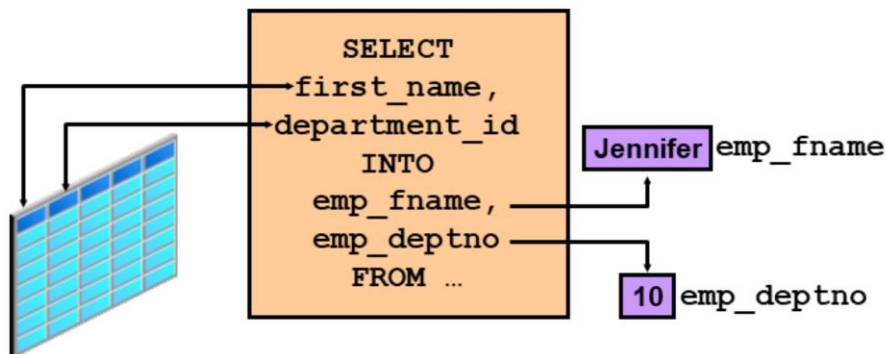 SELECT
first_name,
department_id
INTO
emp_fname,
emp_deptno
FROM …
Jennifer emp_fname
10 emp_deptno